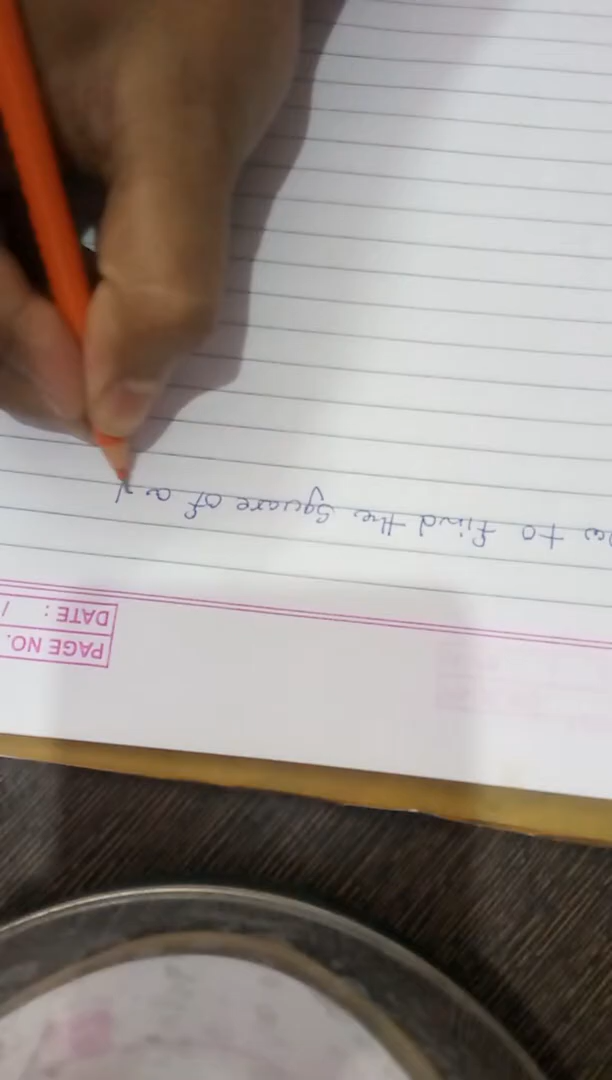 PAGE NO.
DATE: /
to find the Square of a